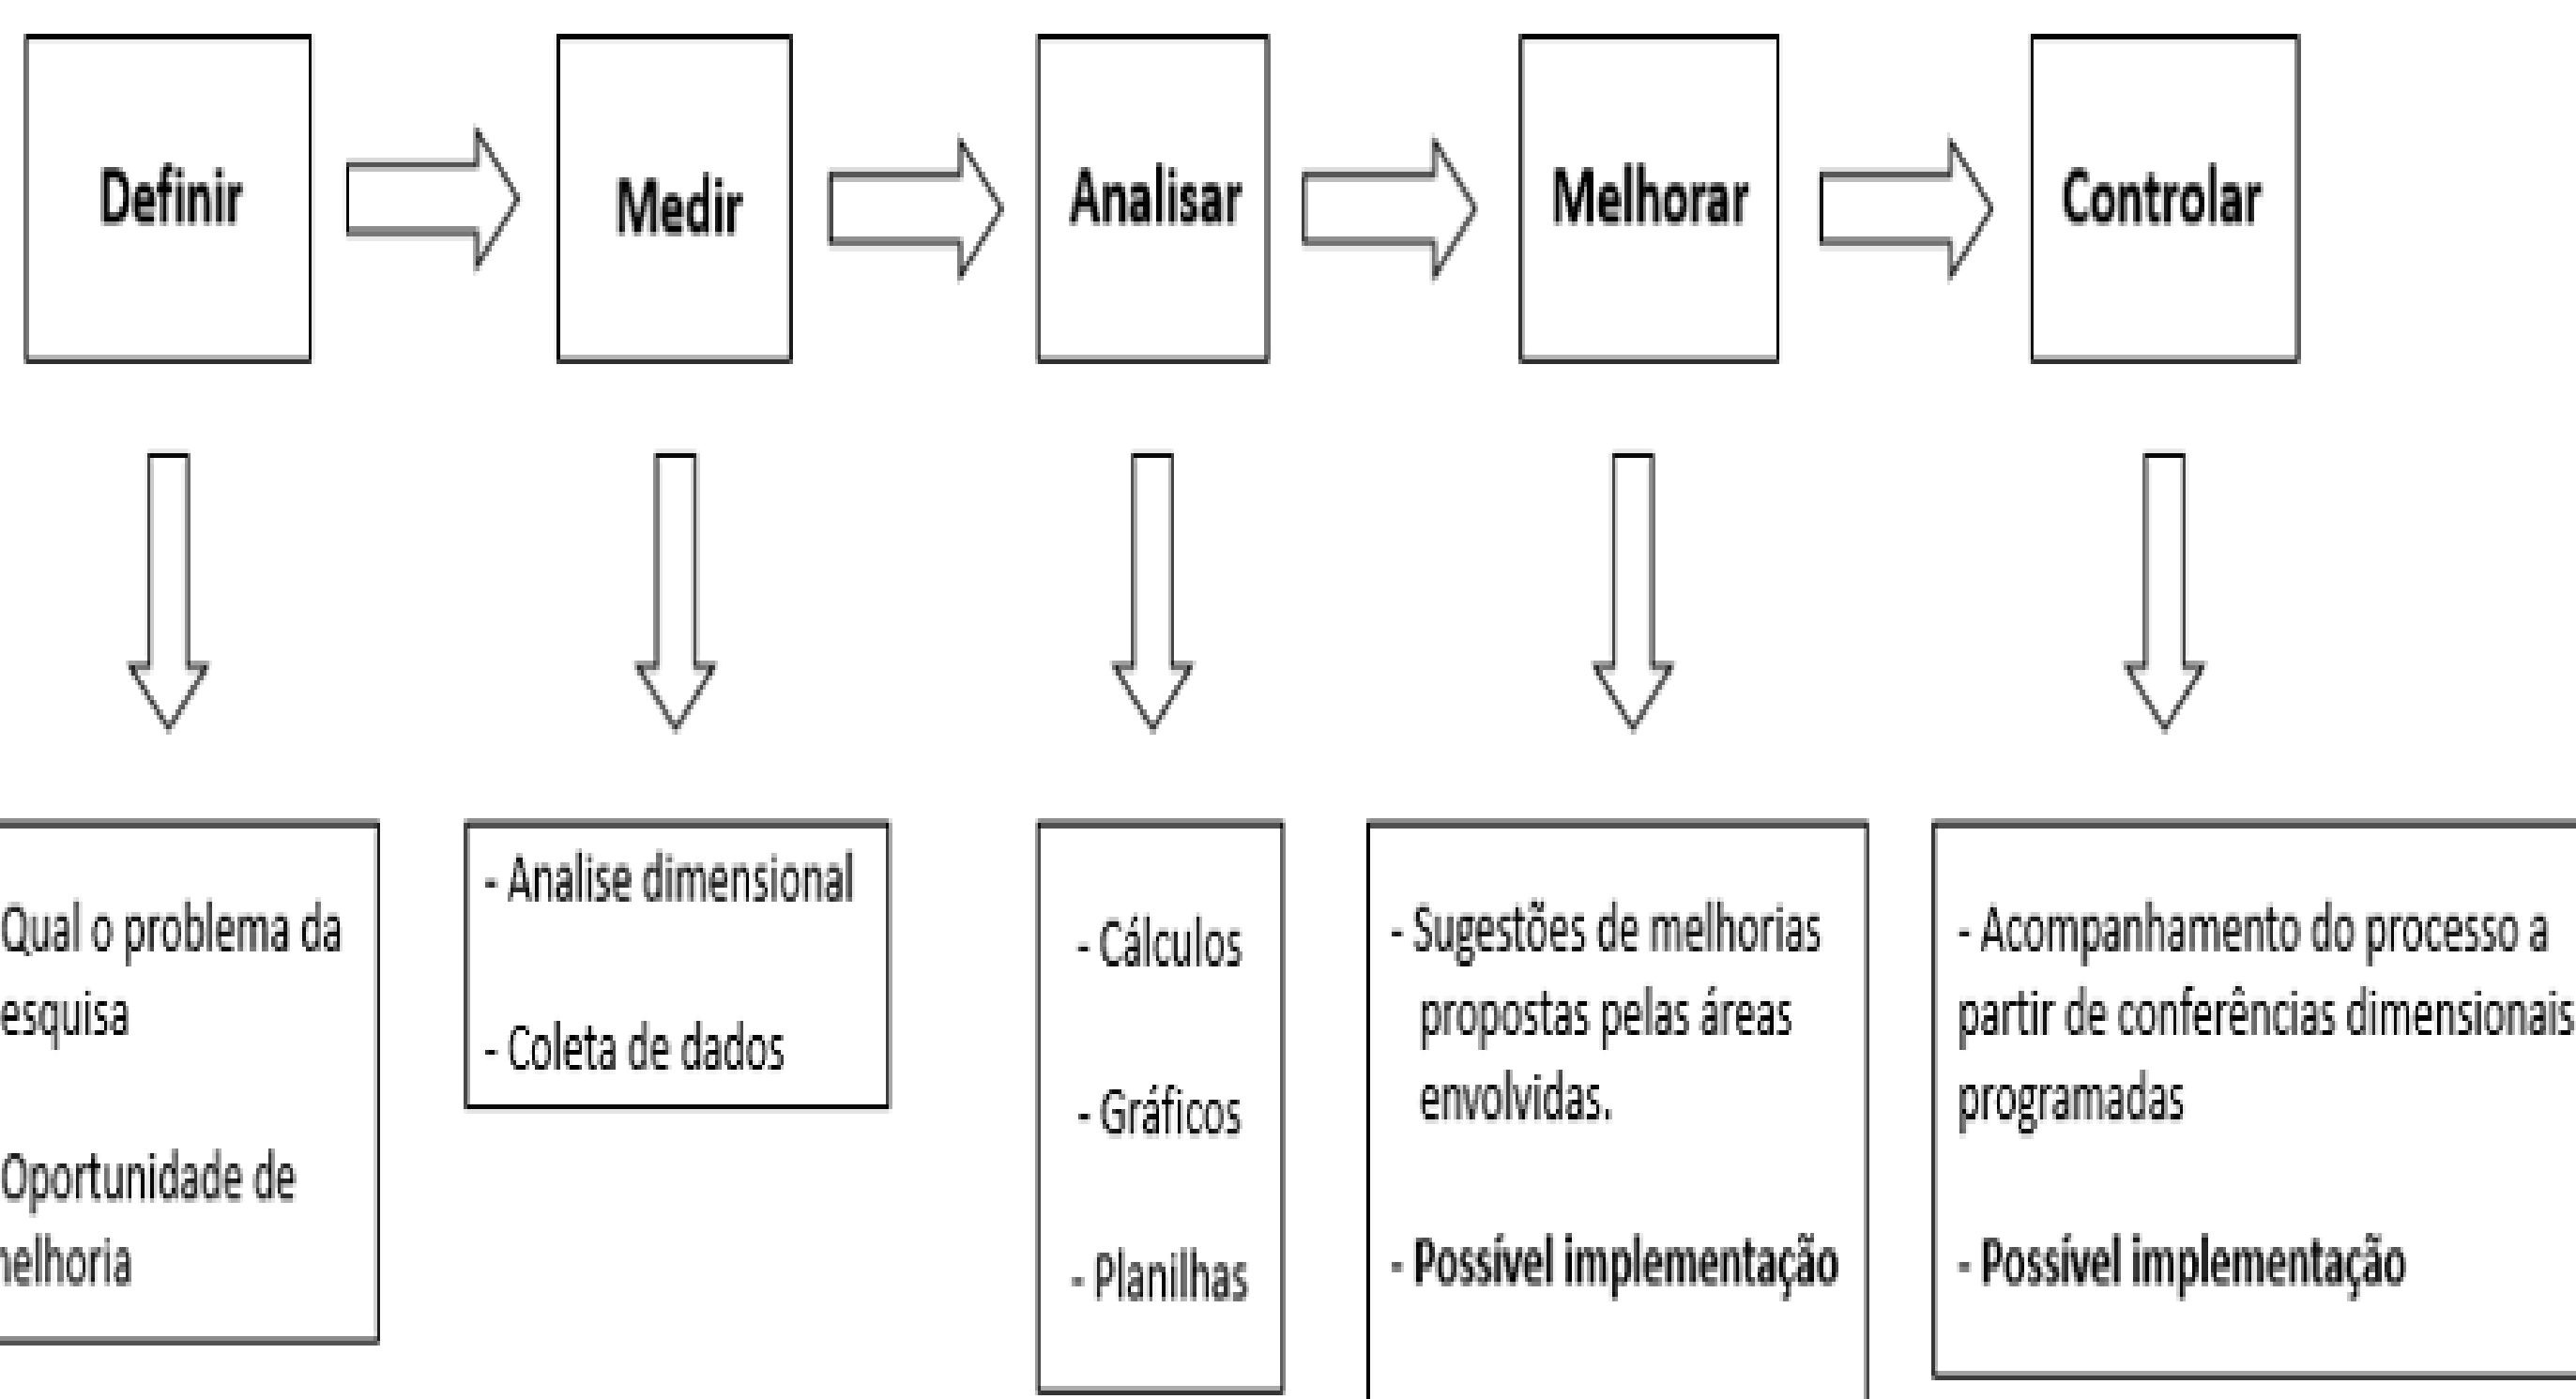 Definir
Medir
Analisar
Melhorar
Controlar
Qual o problema da
esquisa
Oportunidade de
elhoria
- Analise dimensional
- Coleta de dados
- Cálculos
- Gráficos
- Planilhas
- Sugestões de melhorias
propostas pelas áreas
envolvidas.
- Possível implementação
- Acompanhamento do processo a
partir de conferências dimensionais
programadas
- Possível implementação